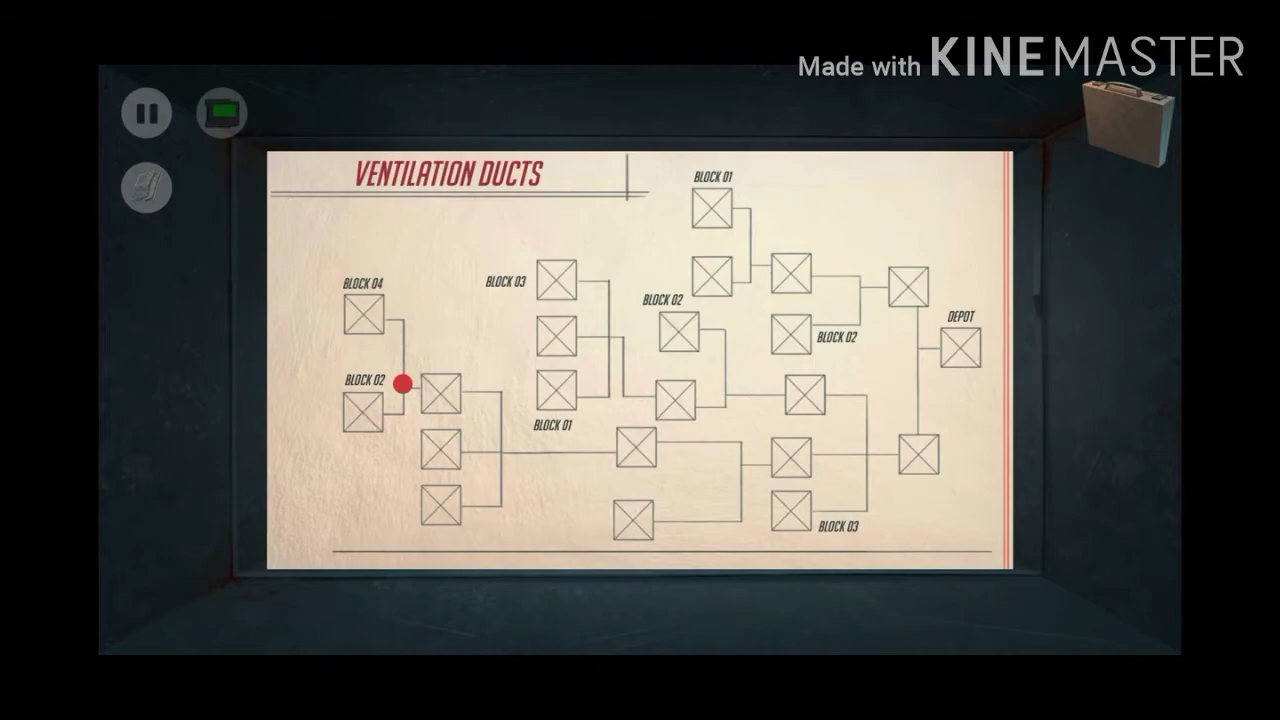 Made with KINEMASTER
VENTILATION DUCTS
BLOCK 01
BLOCK 04
BLOCK 03
BLOCK 02
DEPOT
BLOCK 02
BLOCK 02
BLOCK 01
BLOCK 03